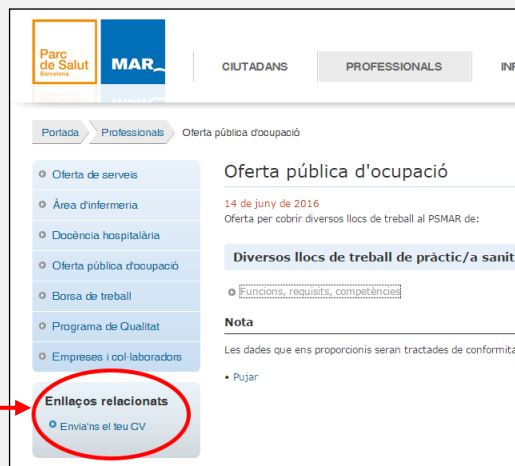 Parc
de Salut
Barcelona
MAR
CIUTADANS
PROFESSIONALS
Portada
Professionals
Oferta pública d'ocupació
Oferta de serveis
Àrea d'infermeria
Docència hospitalària
Oferta pública d'ocupació
Borsa de treball
Programa de Qualitat
Empreses i col·laboradors
Enllaços relacionats
Envia'ns el teu CV
Oferta pública d'ocupació
14 de juny de 2016
Oferta per cobrir diversos llocs de treball al PSMAR de:
Diversos llocs de treball de pràctic/a sanit
Funcions, requisits, competències
Nota
Les dades que ens proporcionis seran tractades de conformita
• Pujar